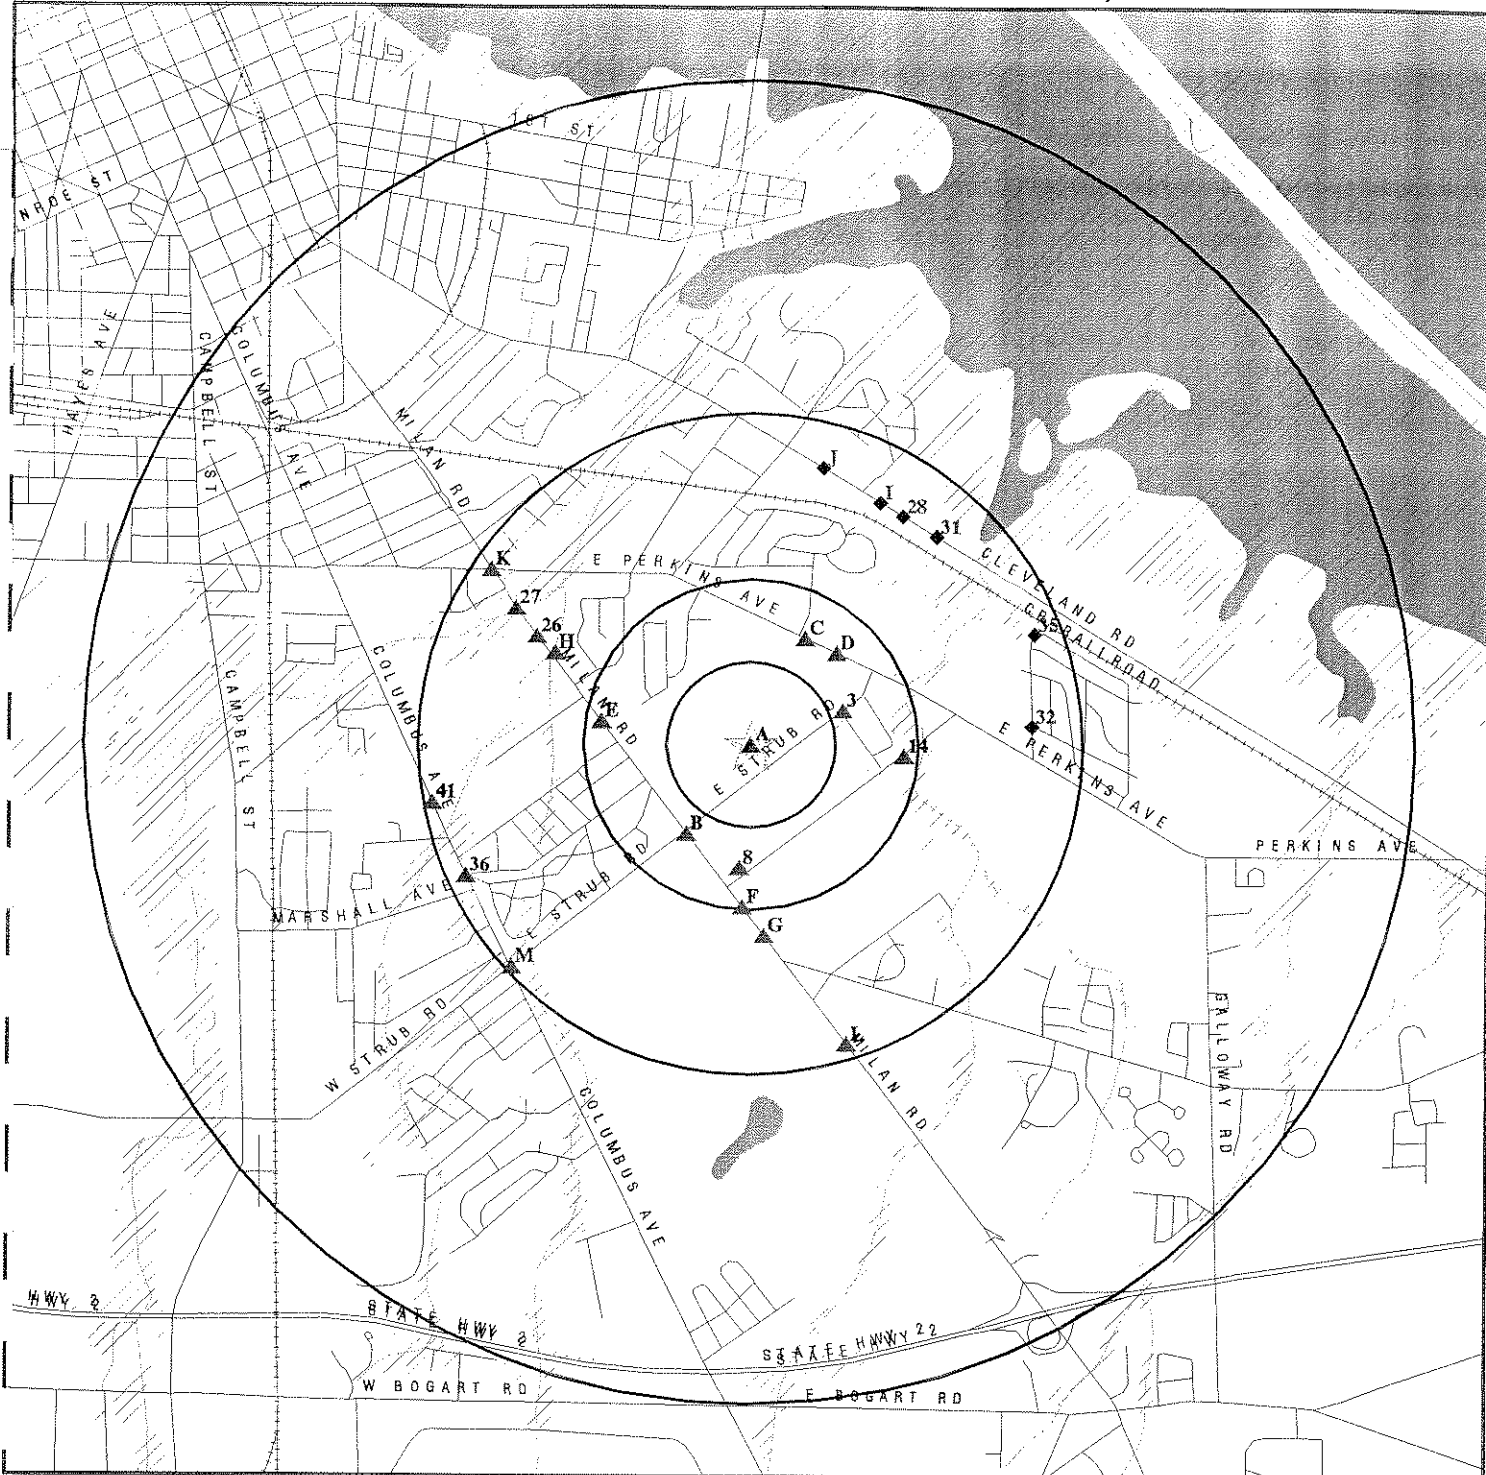 1ST ST
NROE ST
HAYES AVE
CAMPBELL ST
COLUMBUS AVE
MILAN RD
J
I
28
31
CLEVELAND RD
K
E PERKINS AVE
27
26
H
MILAN RD
C
D
RAILROAD
32
E
3
A
E STRUB RD
14
E PERKINS AVE
CAMPBELL ST
COLUMBUS AVE
41
B
8
PERKINS AVE
36
E STRUB RD
MARSHALL AVE
F
G
M
W STRUB RD
GALLOWAY RD
L
MILAN RD
COLUMBUS AVE
HWY 2
STATE HWY 2
STATE HWY 2
W BOGART RD
E BOGART RD